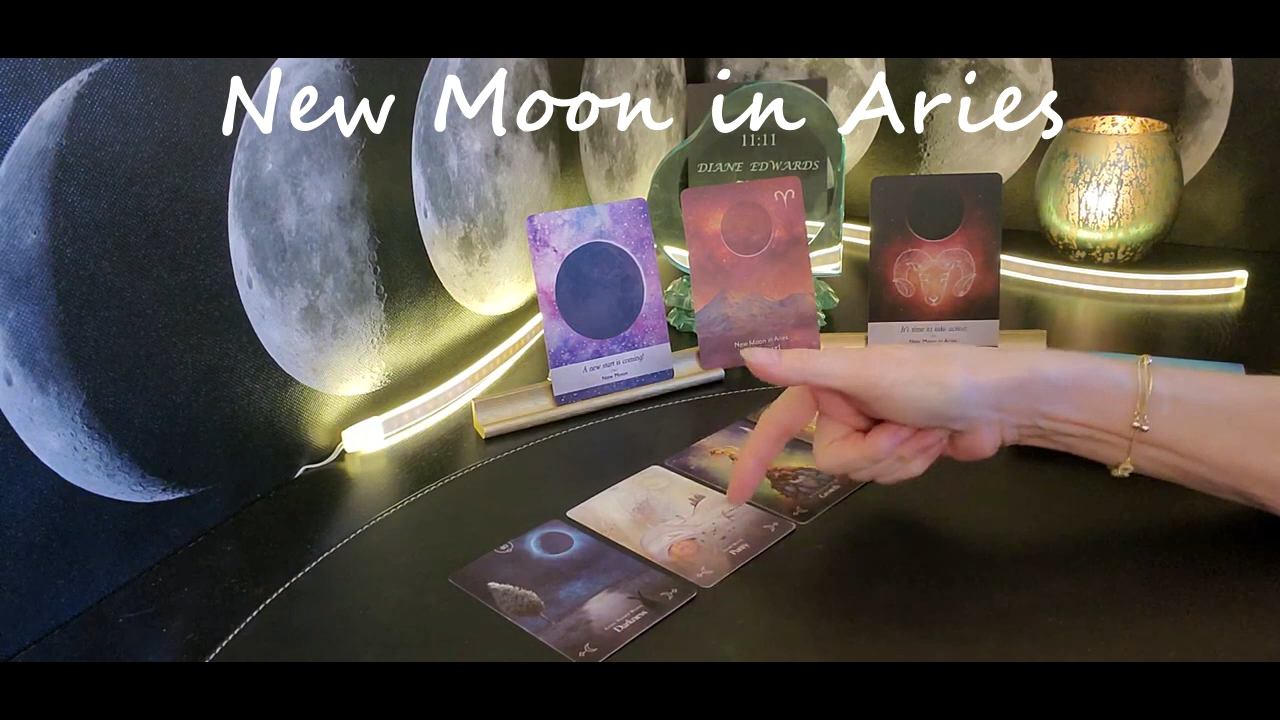 New Moon in Aries
11:11
DIANE EDWARDS
A new start is coming!
New Moon
New Moon in Aries
It's time to take action
New Moon in Aries
Purity
Darkness